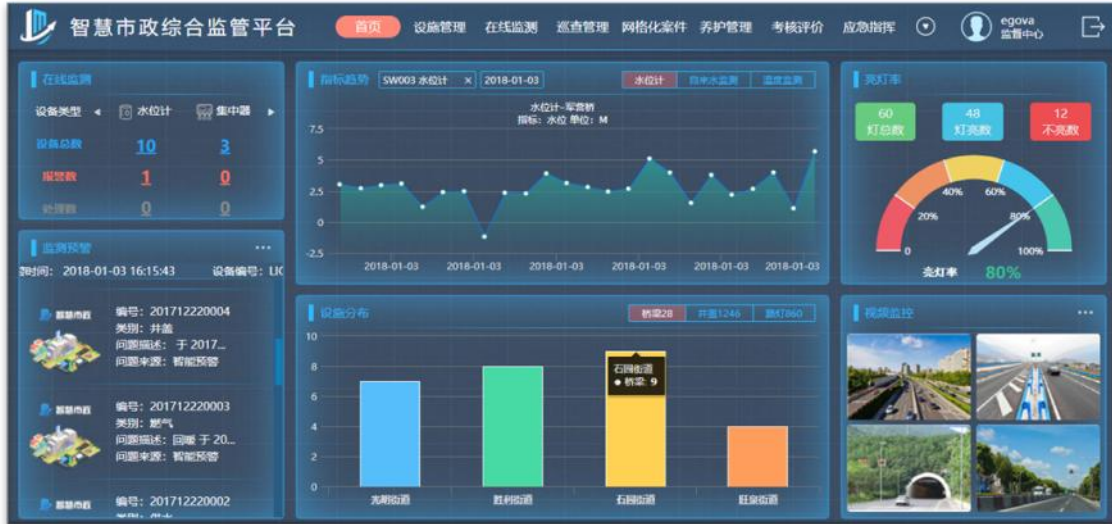 智慧市政综合监管平台
首页 设施管理 在线监测 巡查管理 网格化案件 养护管理 考核评价 应急指挥
egova
监督中心
在线监测
设备类型 水位计 集中器
设备总数 10 3
报警数 1 0
处理数 0 0
监测预警 ...
时间: 2018-01-03 16:15:43 设备编号: LJC
智慧市政
编号: 201712220004
类别: 井盖
问题描述: 于 2017...
问题来源: 智能预警
智慧市政
编号: 201712220003
类别: 燃气
问题描述: 回暖 于 20...
问题来源: 智能预警
智慧市政
编号: 201712220002
指标趋势 SW003 水位计 × 2018-01-03 水位计 自来水监测 温度监测
水位计-军营桥
指标: 水位 单位: M
7.5
5
2.5
0
-2.5
2018-01-03 2018-01-03 2018-01-03 2018-01-03 2018-01-03 2018-01-03
设施分布 桥梁28 井盖1246 路灯860
10
8
6
4
2
0
石园街道
桥梁: 9
光明街道 胜利街道 石园街道 旺泉街道
亮灯率
60 48 12
灯总数 灯亮数 不亮数
0 20% 40% 60% 80% 100%
亮灯率 80%
视频监控 ...